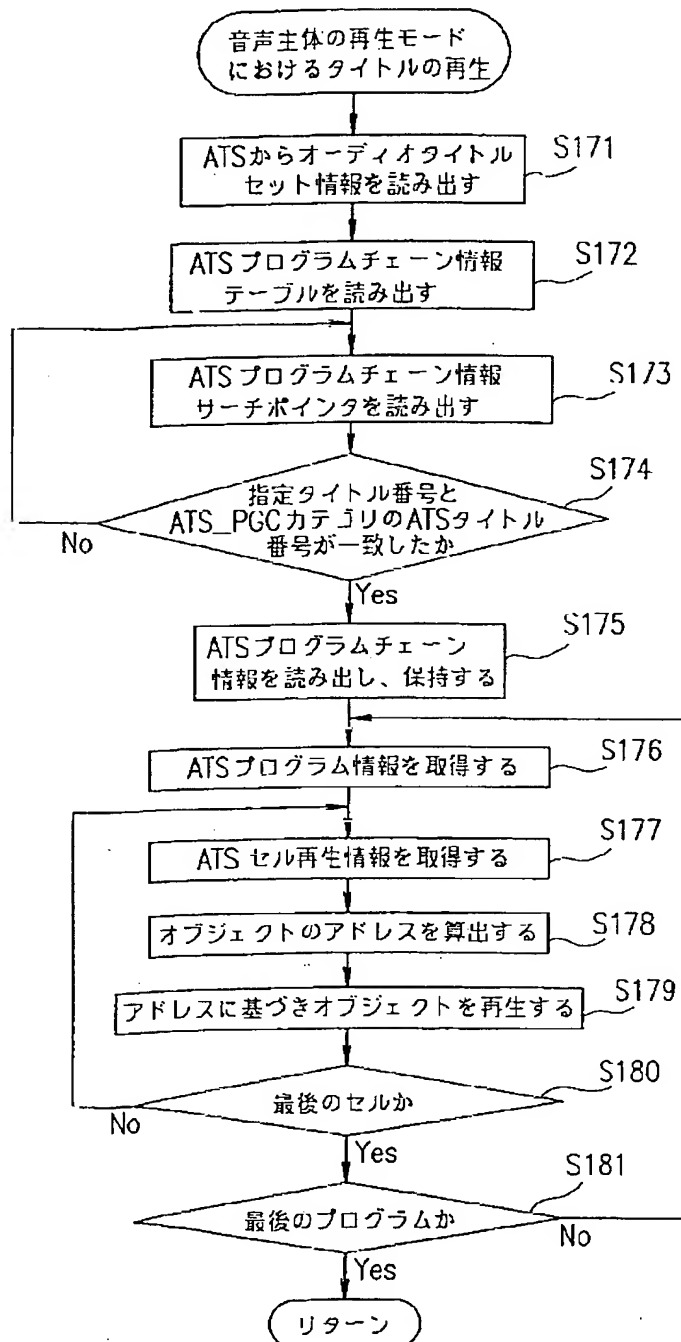 音声主体の再生モード
におけるタイトルの再生
ATSからオーディオタイトル
セット情報を読み出す
S171
ATSプログラムチェーン情報
テーブルを読み出す
S172
ATSプログラムチェーン情報
サーチポインタを読み出す
S173
指定タイトル番号と
ATS_PGCカテゴリのATSタイトル
番号が一致したか
S174
No
Yes
ATSプログラムチェーン
情報を読み出し、保持する
S175
ATSプログラム情報を取得する
S176
ATS セル再生情報を取得する
S177
オブジェクトのアドレスを算出する
S178
アドレスに基づきオブジェクトを再生する
S179
最後のセルか
S180
No
Yes
最後のプログラムか
S181
No
Yes
リターン